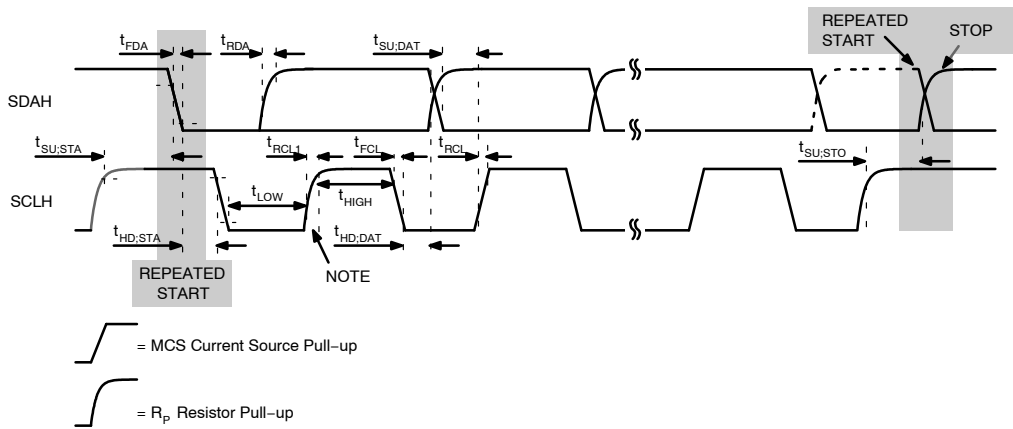 REPEATED
START
STOP
tFDA
tRDA
tSU;DAT
SDAH
tSU;STA
tRCL1
tFCL
tRCL
tSU;STO
SCLH
tLOW
tHIGH
tHD;STA
tHD;DAT
NOTE
REPEATED
START
= MCS Current Source Pull−up
= RP Resistor Pull−up